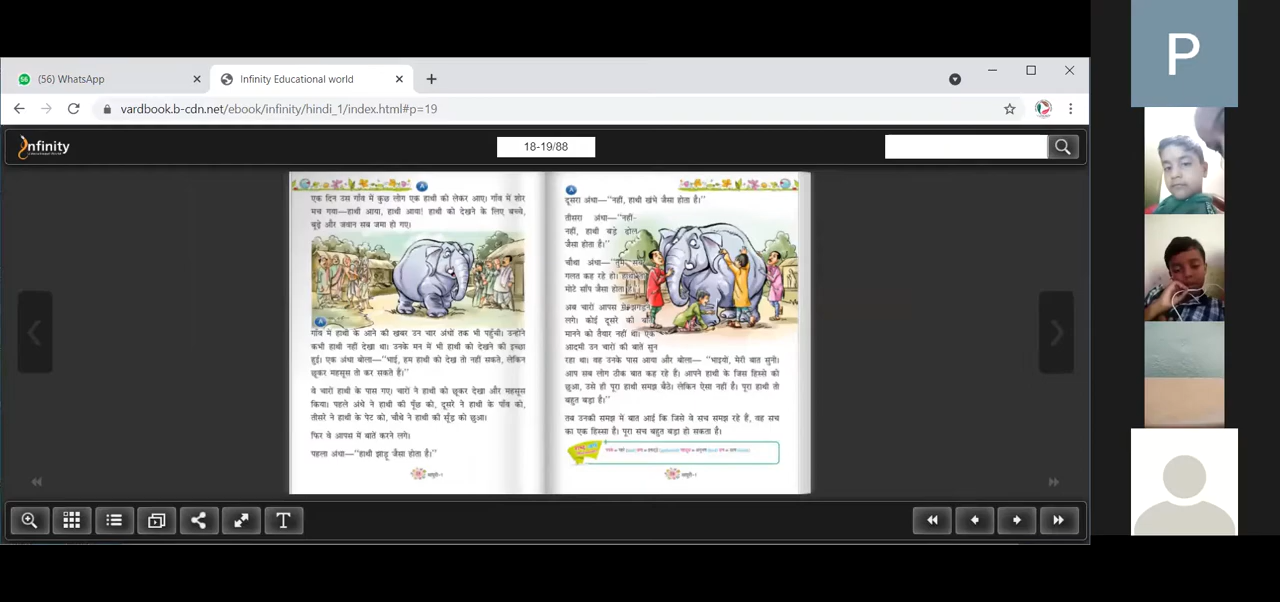 (56) WhatsApp
Infinity Educational world
vardbook.b-cdn.net/ebook/infinity/hindi_1/index.html#p=19
infinity
18-19/88
P
एक दिन उस गाँव में कुछ लोग एक हाथी को लेकर आए। गाँव में शोर
मच गया—हाथी आया, हाथी आया! हाथी को देखने के लिए बच्चे,
बूढ़े और जवान सब जमा हो गए।
गाँव में हाथी के आने की खबर उन चार अंधों तक भी पहुँची। उन्होंने
कभी हाथी नहीं देखा था। उनके मन में भी हाथी को देखने की इच्छा
हुई। एक अंधा बोला—"भाई, हम हाथी को देख तो नहीं सकते, लेकिन
छूकर महसूस तो कर सकते हैं।"
वे चारों हाथी के पास गए। चारों ने हाथी को छूकर देखा और महसूस
किया। पहले अंधे ने हाथी की पूँछ को, दूसरे ने हाथी के पाँव को,
तीसरे ने हाथी के पेट को, चौथे ने हाथी की सूँड़ को छुआ।
फिर वे आपस में बातें करने लगे।
पहला अंधा—"हाथी झाड़ू जैसा होता है।"
दूसरा अंधा—"नहीं, हाथी खंभे जैसा होता है।"
तीसरा अंधा—"नहीं-
नहीं, हाथी बड़े ढोल
जैसा होता है।"
चौथा अंधा—"तुम सब
गलत कह रहे हो। हाथी तो
मोटे साँप जैसा होता है।
अब चारों आपस में झगड़ने
लगे। कोई दूसरे की बात
मानने को तैयार नहीं था। एक
आदमी उन चारों की बातें सुन
रहा था। वह उनके पास आया और बोला— "भाइयों, मेरी बात सुनो।
आप सब लोग ठीक बात कह रहे हैं। आपने हाथी के जिस हिस्से को
छुआ, उसे ही पूरा हाथी समझ बैठे। लेकिन ऐसा नहीं है। पूरा हाथी तो
बहुत बड़ा है।"
तब उनकी समझ में बात आई कि जिसे वे सच समझ रहे हैं, वह सच
का एक हिस्सा है। पूरा सच बहुत बड़ा हो सकता है।